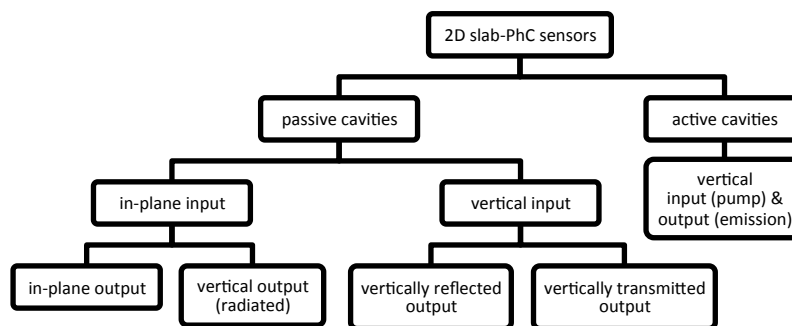 2D slab-PhC sensors
passive cavities
active cavities
vertical
input (pump) &
output (emission)
in-plane input
vertical input
in-plane output
vertical output
(radiated)
vertically reflected
output
vertically transmitted
output